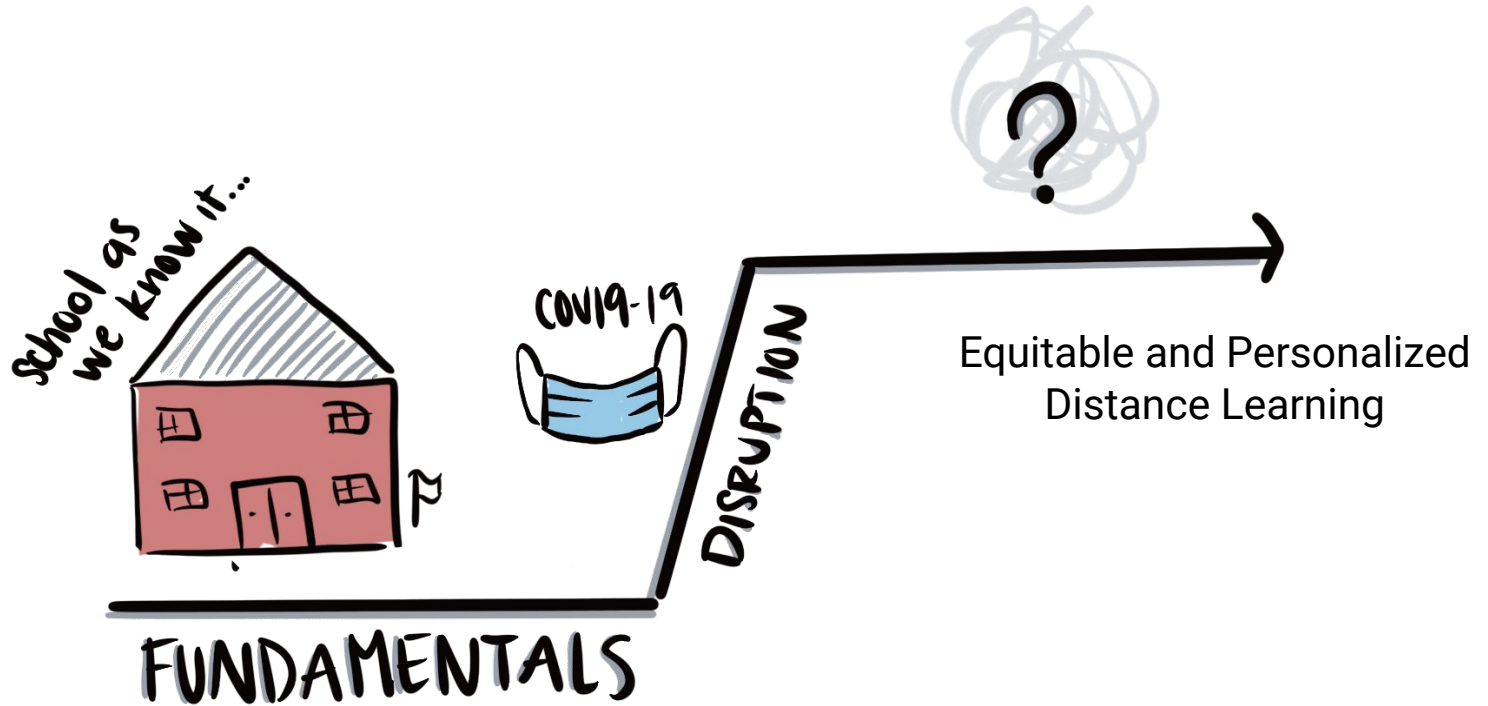 School as
we know it...
COVI9-19
DISRUPTION
FUNDAMENTALS
?
Equitable and Personalized
Distance Learning